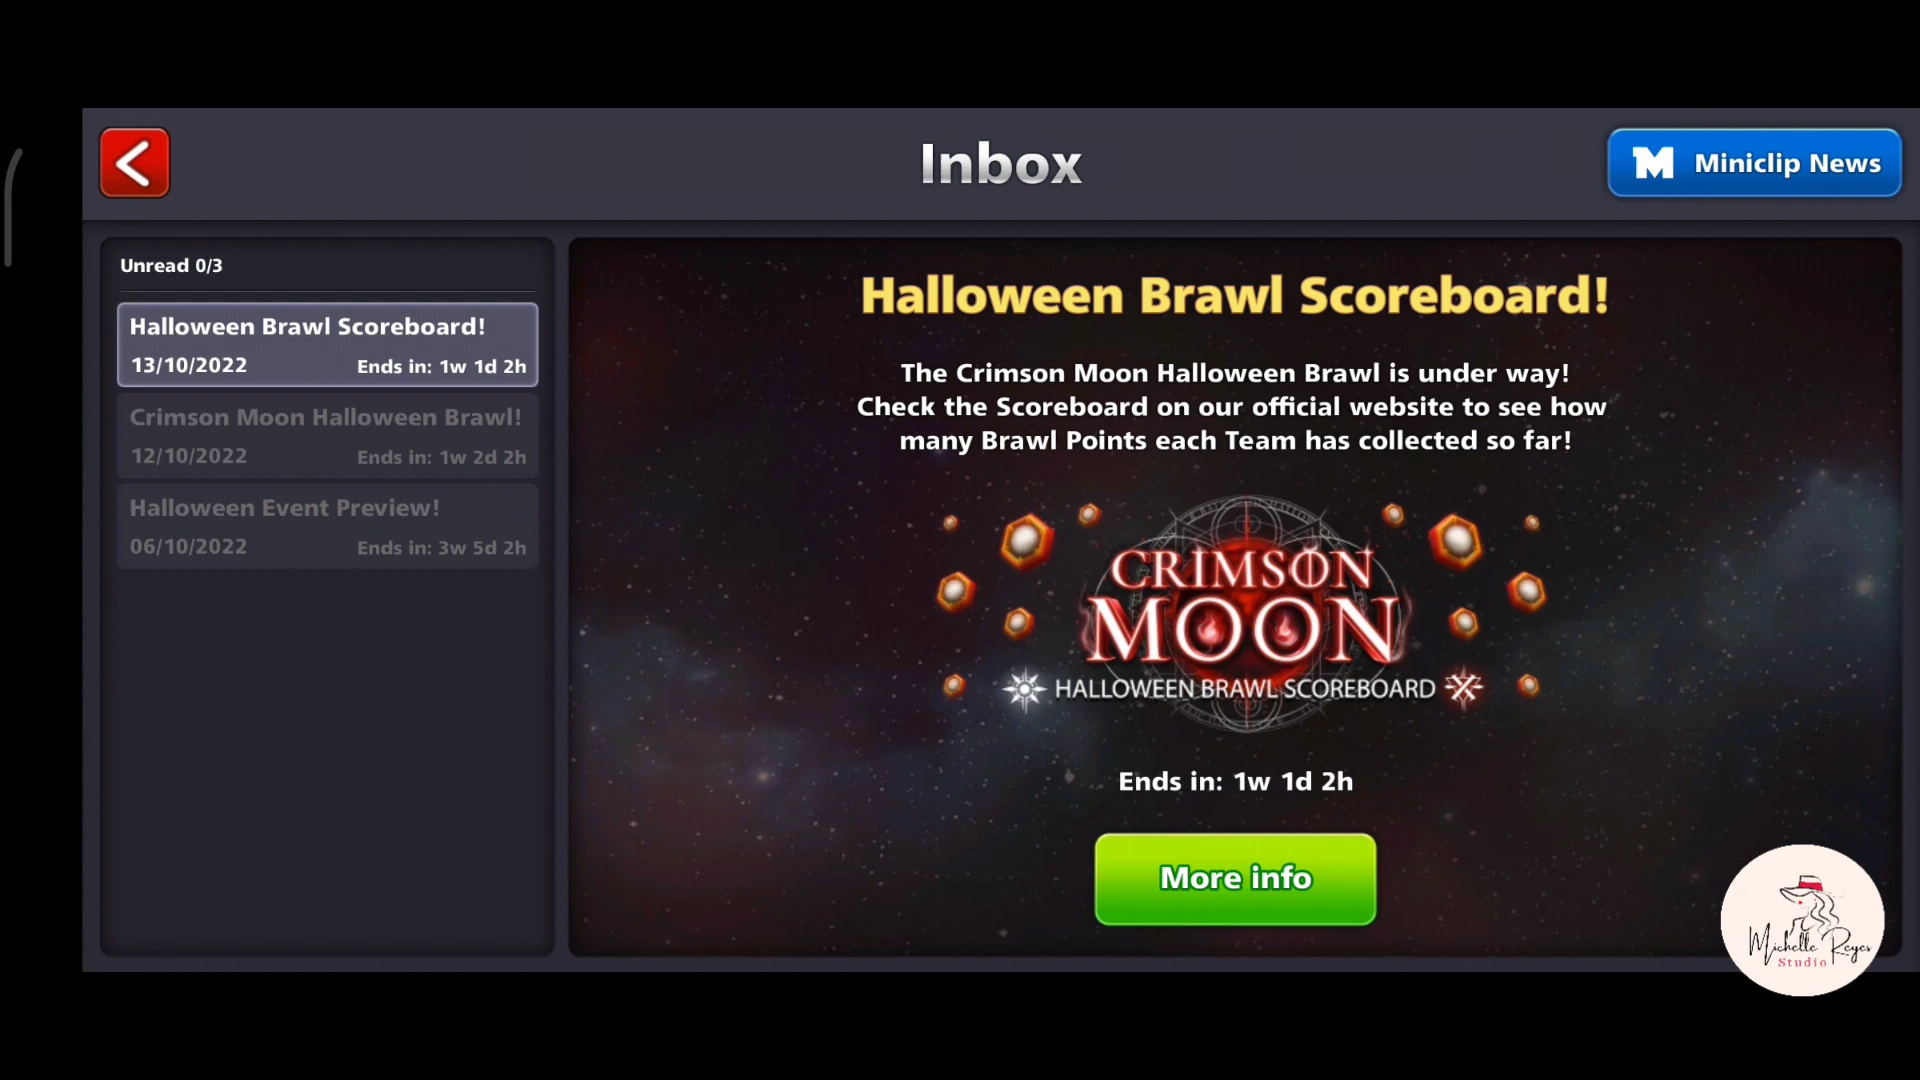 Inbox
Miniclip News
Unread 0/3
Halloween Brawl Scoreboard!
13/10/2022 Ends in: 1w 1d 2h
Crimson Moon Halloween Brawl!
12/10/2022 Ends in: 1w 2d 2h
Halloween Event Preview!
06/10/2022 Ends in: 3w 5d 2h
Halloween Brawl Scoreboard!
The Crimson Moon Halloween Brawl is under way!
Check the Scoreboard on our official website to see how
many Brawl Points each Team has collected so far!
CRIMSON
MOON
HALLOWEEN BRAWL SCOREBOARD
Ends in: 1w 1d 2h
More info
Michelle Reyes
Studio